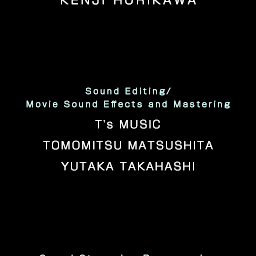 KENJI HORIKAWA
Sound Editing/
Movie Sound Effects and Mastering
T's MUSIC
TOMOMITSU MATSUSHITA
YUTAKA TAKAHASHI